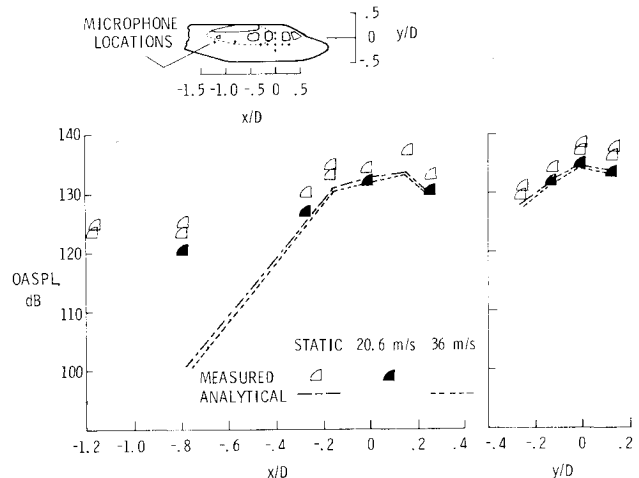 MICROPHONE
LOCATIONS
.5
0 y/D
-.5
-1.5 -1.0 -.5 0 .5
x/D
140
130
120
OASPL,
dB
110
100
STATIC 20.6 m/s 36 m/s
MEASURED
ANALYTICAL
-1.2 -1.0 -.8 -.6 -.4 -.2 0 .2 .4
x/D
-.4 -.2 0 .2
y/D